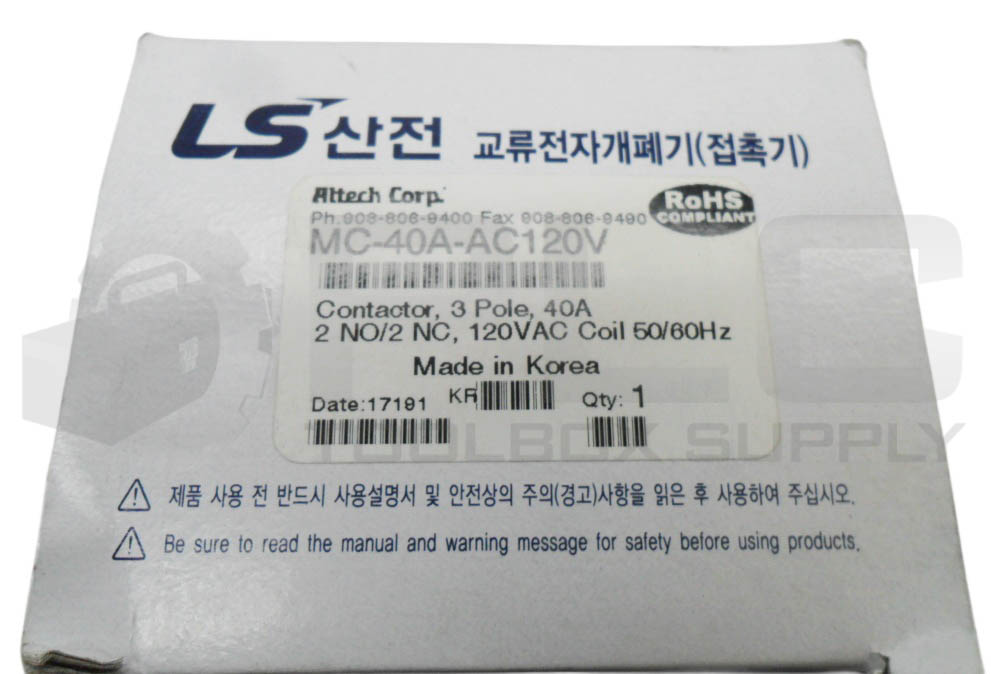 LS산전 교류전자개폐기(접촉기)
Altech Corp.
RoHS
COMPLIANT
Ph.908-806-9400 Fax 908-806-9490
MC-40A-AC120V
Contactor, 3 Pole, 40A
2 NO/2 NC, 120VAC Coil 50/60Hz
Made in Korea
Date:17191 KR Qty: 1
TOOLBOX SUPPLY
⚠ 제품 사용 전 반드시 사용설명서 및 안전상의 주의(경고)사항을 읽은 후 사용하여 주십시오.
⚠ Be sure to read the manual and warning message for safety before using products.